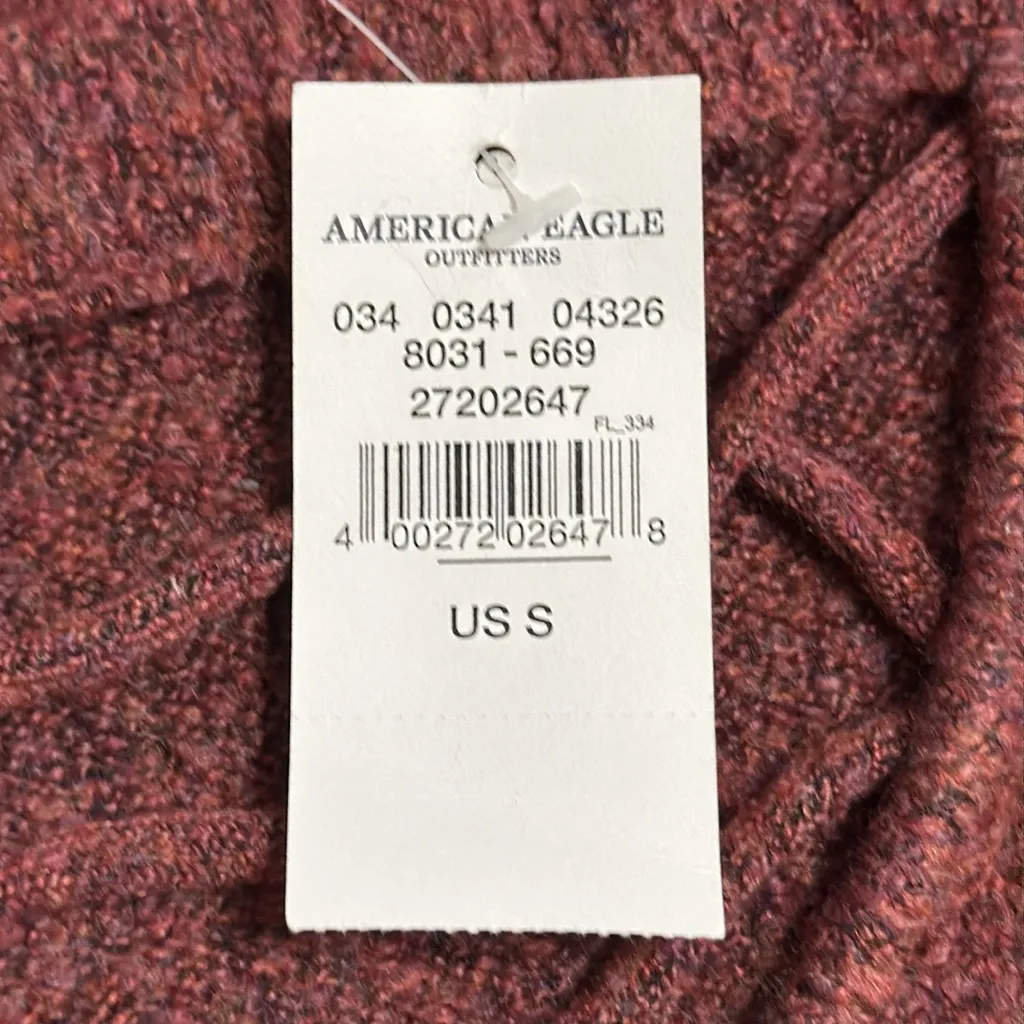 AMERICAN EAGLE
OUTFITTERS
034 0341 04326
8031 - 669
27202647
FL_334
4 00272 02647 8
US S